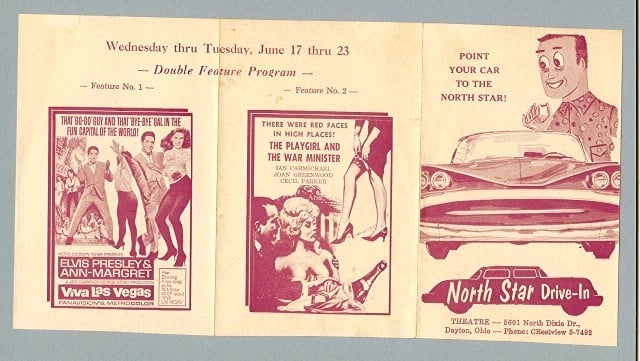 Wednesday thru Tuesday, June 17 thru 23
— Double Feature Program —
— Feature No. 1 —
THAT 'GO-GO' GUY AND THAT 'BYE-BYE' GAL IN THE
FUN CAPITAL OF THE WORLD!
ELVIS PRESLEY &
ANN-MARGRET
Viva Las Vegas
PANAVISION & METROCOLOR
— Feature No. 2 —
THERE WERE RED FACES
IN HIGH PLACES!
THE PLAYGIRL AND
THE WAR MINISTER
IAN CARMICHAEL
JOAN GREENWOOD
CECIL PARKER
POINT
YOUR CAR
TO THE
NORTH STAR!
North Star Drive-In
THEATRE — 5601 North Dixie Dr.,
Dayton, Ohio — Phone: CRestview 5-7493